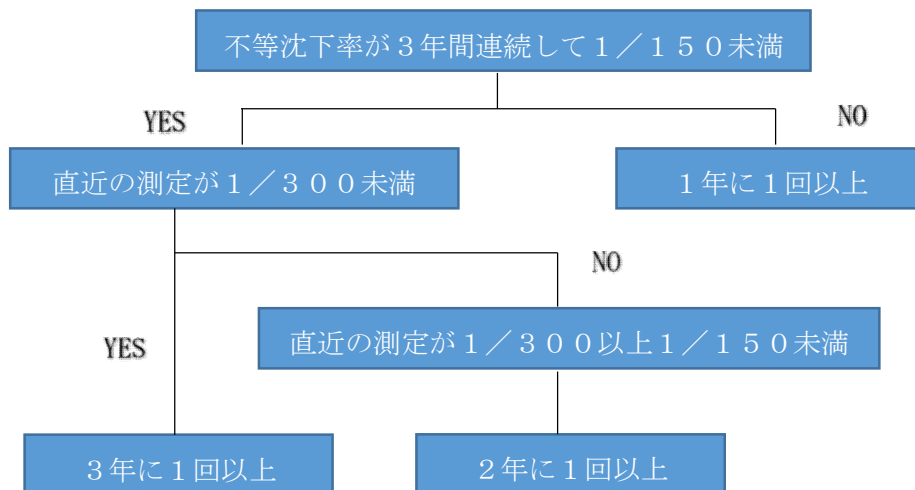 不等沈下率が３年間連続して１／１５０未満
YES
NO
直近の測定が１／３００未満
１年に１回以上
NO
YES
直近の測定が１／３００以上１／１５０未満
３年に１回以上
２年に１回以上